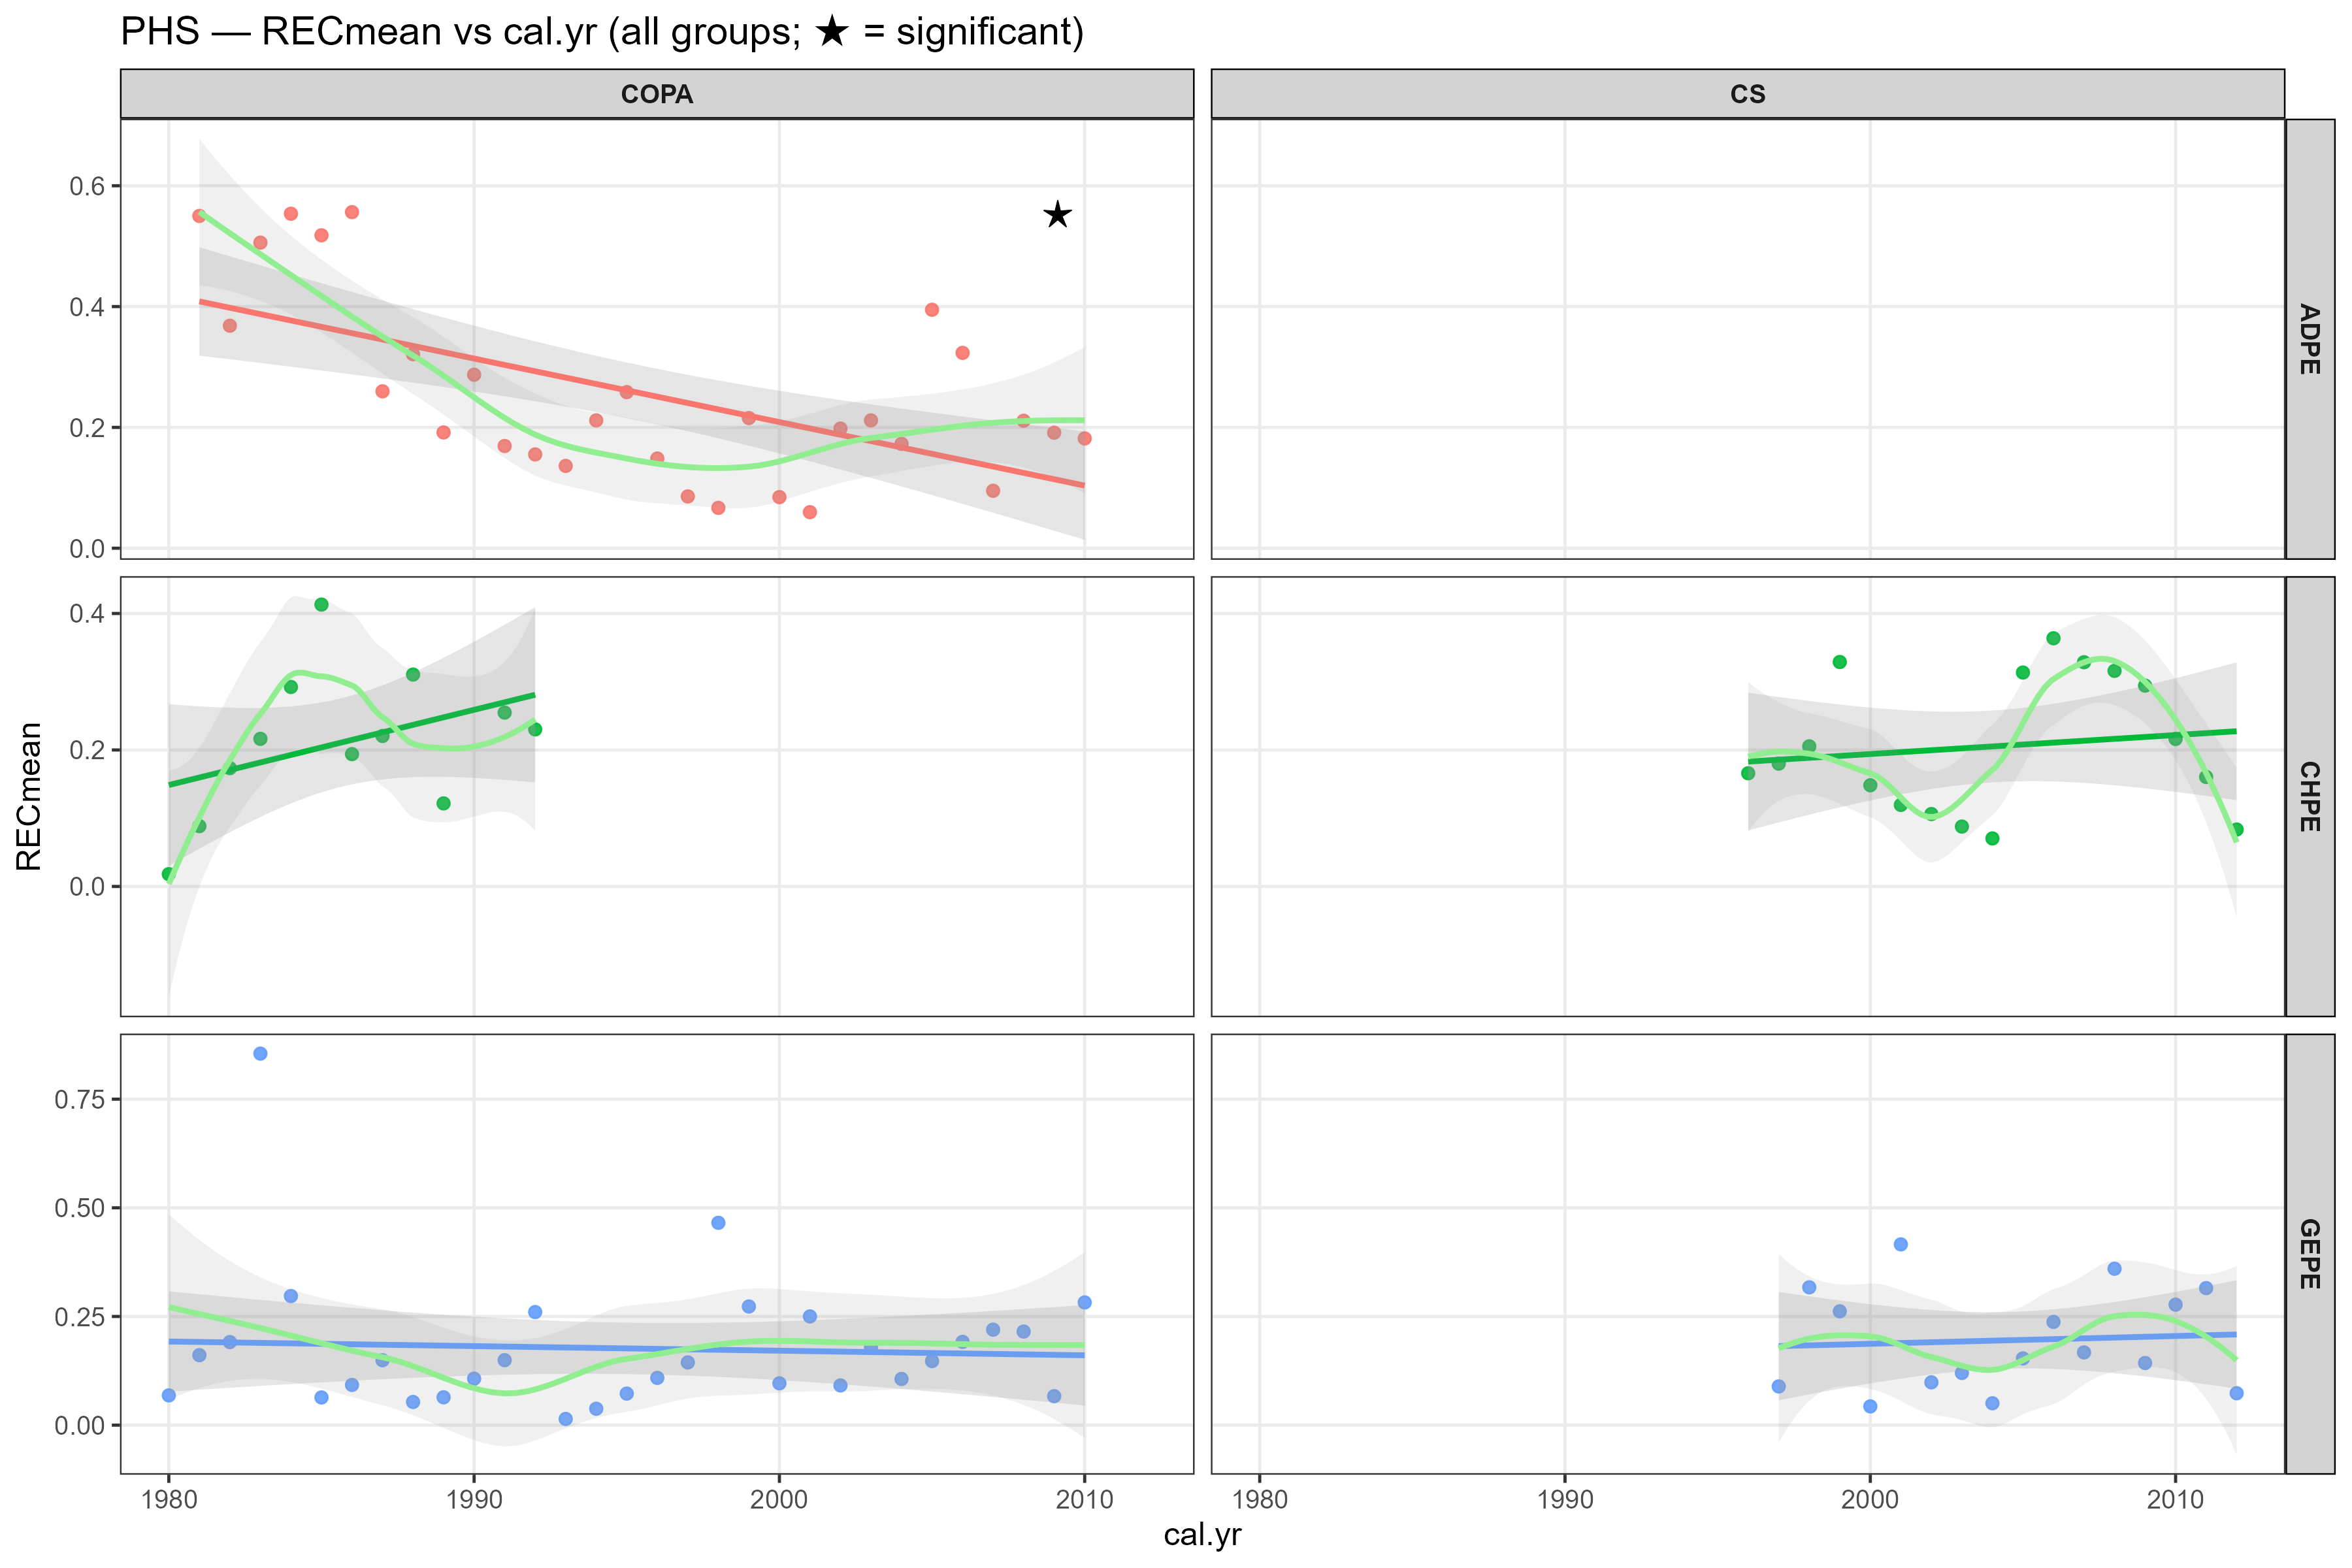 PHS — RECmean vs cal.yr (all groups; ★ = significant)
COPA
CS
0.6
0.4
0.2
0.0
ADPE
0.4
0.2
0.0
CHPE
RECmean
0.75
0.50
0.25
0.00
GEPE
1980
1990
2000
2010
1980
1990
2000
2010
cal.yr